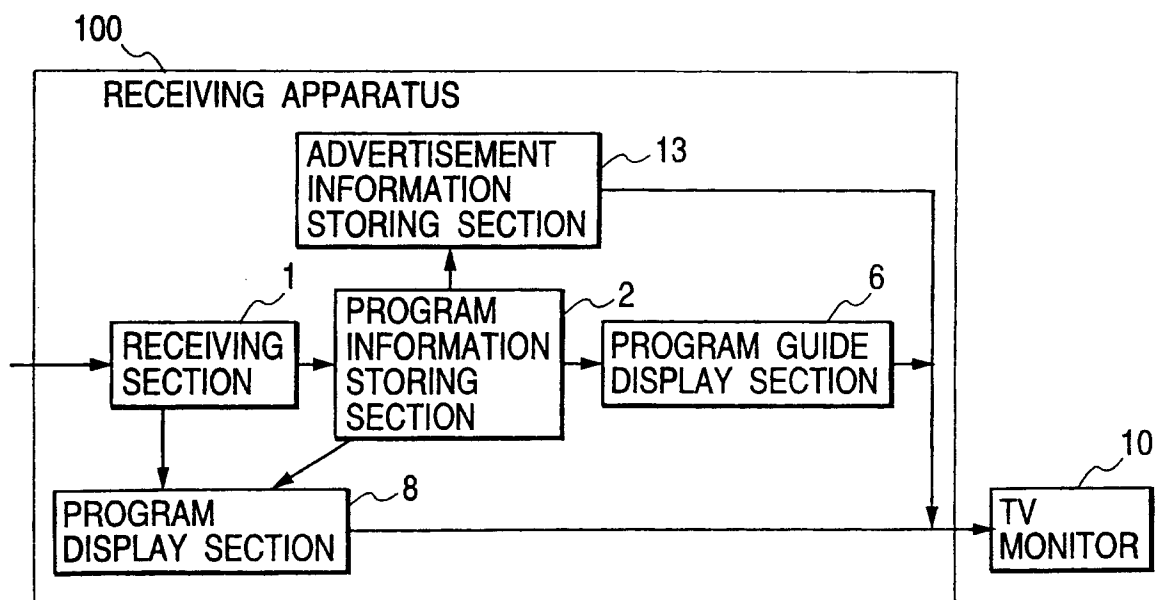 100
RECEIVING APPARATUS
ADVERTISEMENT
INFORMATION
STORING SECTION
13
1
RECEIVING
SECTION
PROGRAM
INFORMATION
STORING
SECTION
2
6
PROGRAM GUIDE
DISPLAY SECTION
PROGRAM
DISPLAY SECTION
8
10
TV
MONITOR